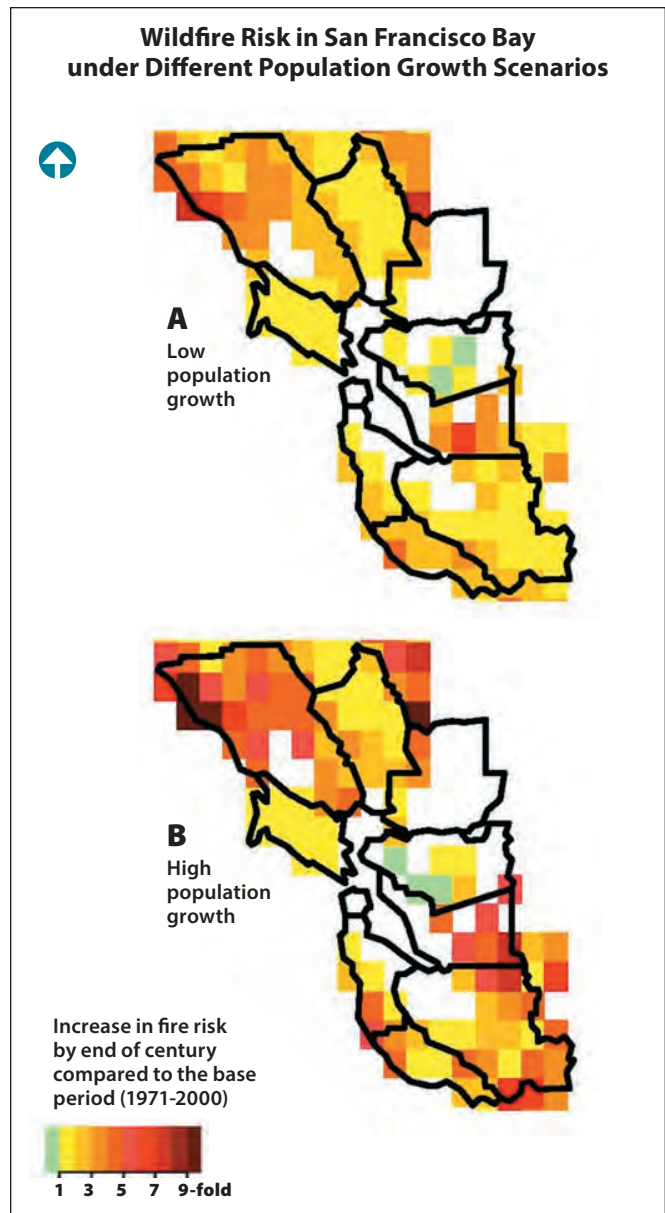 Wildfire Risk in San Francisco Bay
under Different Population Growth Scenarios
A
Low
population
growth
B
High
population
growth
Increase in fire risk
by end of century
compared to the base
period (1971-2000)
1 3 5 7 9-fold